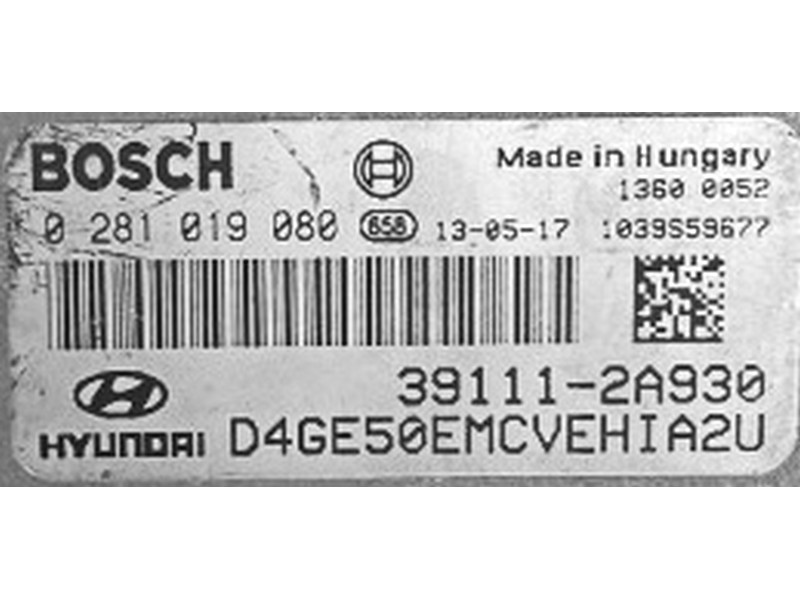 BOSCH
Made in Hungary
1360 0052
0 281 019 080 658 13-05-17 1039S59677
39111-2A930
HYUNDAI D4GE50EMCVEHIA2U